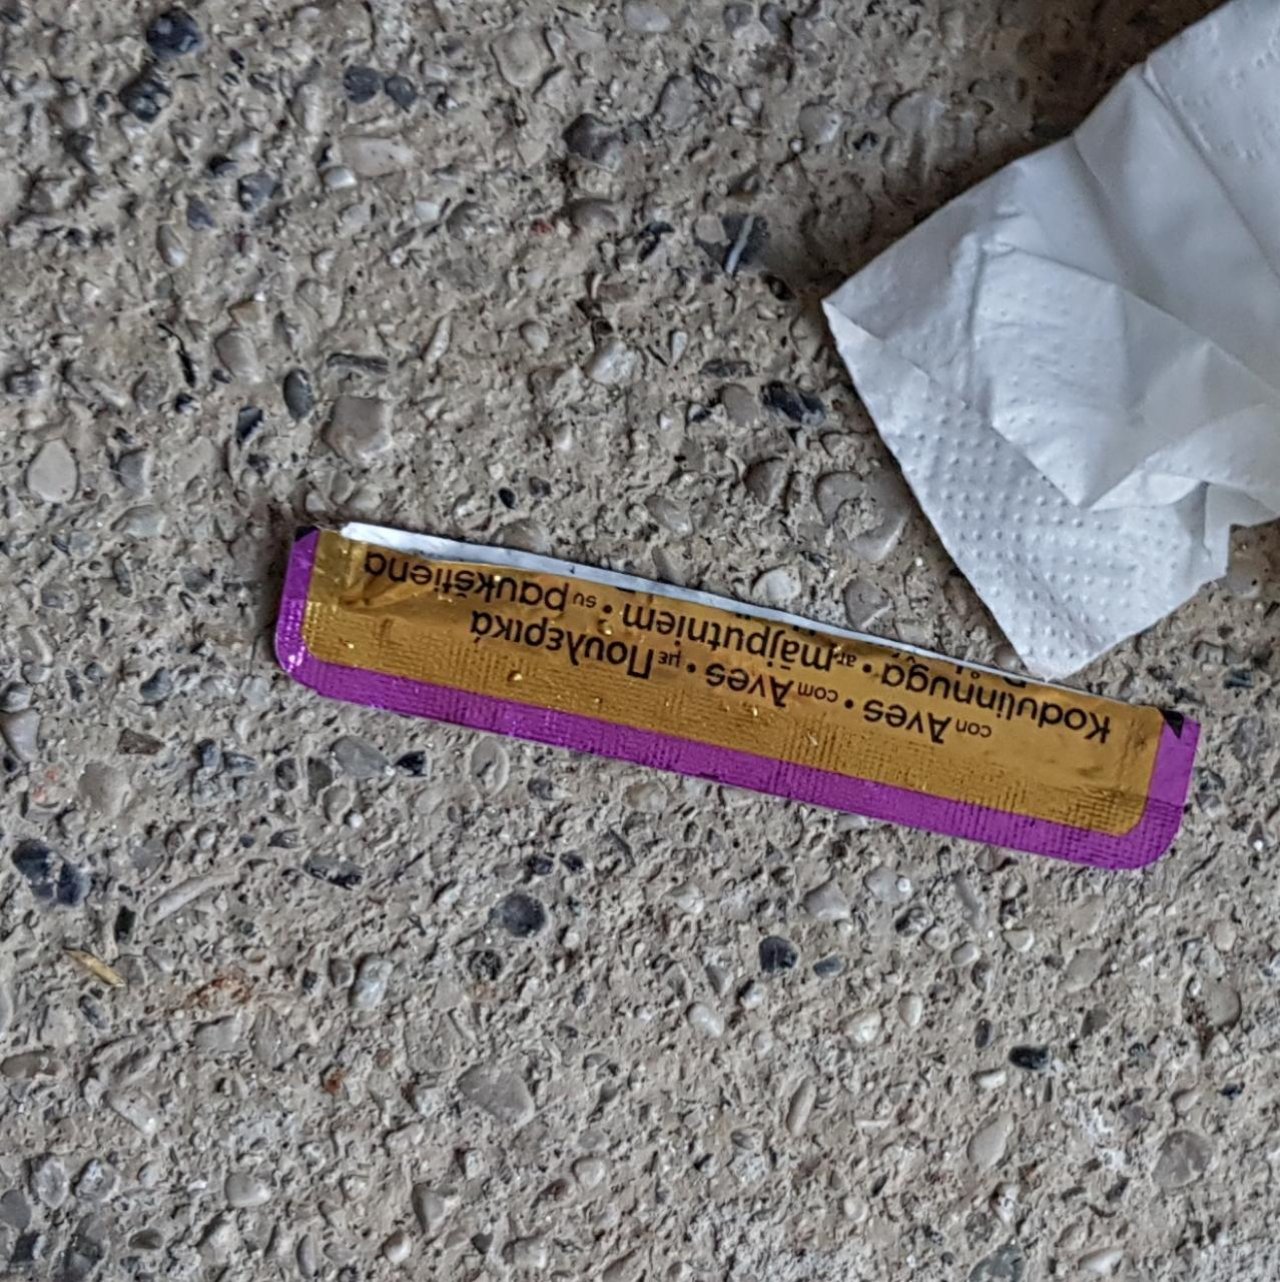 con Aves • com Aves • με Πουλερικά
Kodulinnuga • ar mājputniem • su paukštiena